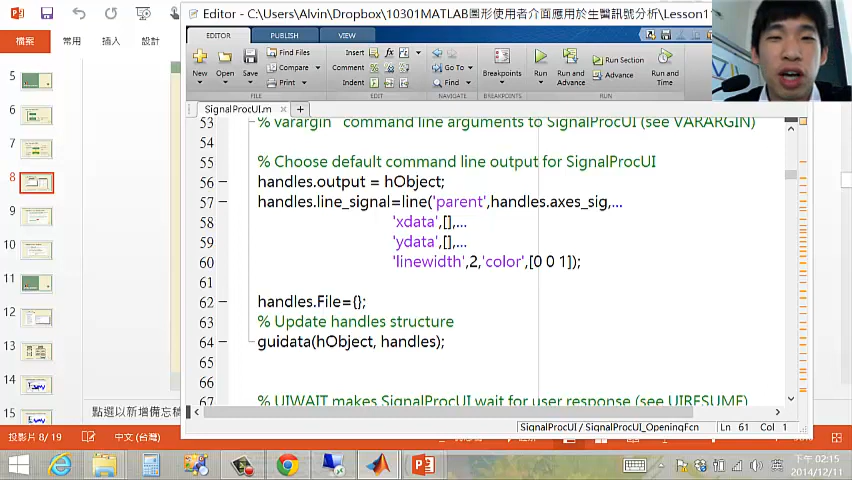 Editor - C:\Users\Alvin\Dropbox\10301MATLAB圖形使用者介面應用於生醫訊號分析\Lesson1
檔案
常用
插入
設計
EDITOR
PUBLISH
VIEW
New
Open
Save
Find Files
Compare
Print
FILE
Insert
Comment
Indent
EDIT
Go To
Find
NAVIGATE
Breakpoints
BREAKPOINTS
Run
Run and Advance
Run Section
Advance
Run and Time
RUN
SignalProcUI.m
53 % varargin command line arguments to SignalProcUI (see VARARGIN)
54
55 % Choose default command line output for SignalProcUI
56 handles.output = hObject;
57 handles.line_signal=line('parent',handles.axes_sig,...
58 'xdata',[],...
59 'ydata',[],...
60 'linewidth',2,'color',[0 0 1]);
61
62 handles.File={};
63 % Update handles structure
64 guidata(hObject, handles);
65
66 % UIWAIT makes SignalProcUI wait for user response (see UIRESUME)
67
5
6
7
8
9
10
11
12
13
14
15
點選以新增備忘稿
SignalProcUI / SignalProcUI_OpeningFcn
Ln 61 Col 1
投影片 8/19
中文 (台灣)
下午 02:15
2014/12/11